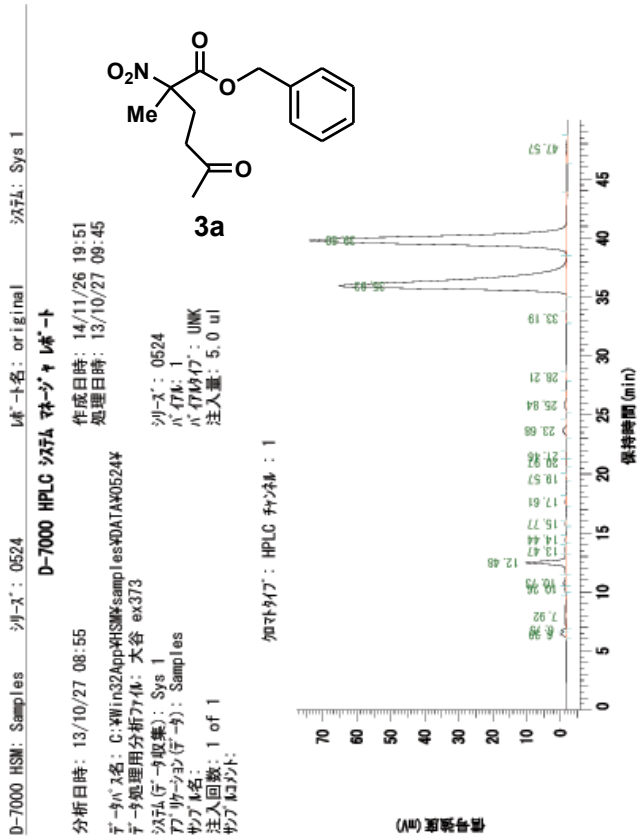 D-7000 HSM: Samples シリーズ: 0524 レポート名: original システム: Sys 1
D-7000 HPLC システム マネージャ レポート
分析日時: 13/10/27 08:55 作成日時: 14/11/26 19:51
処理日時: 13/10/27 09:45
データパス名: C:¥Win32App¥HSM¥samples¥DATA¥0524¥
データ処理用分析ファイル: 大谷 ex373
システム(データ収集): Sys 1 シリーズ: 0524
アプリケーション(データ): Samples バイアル: 1
サンプル名: バイアルタイプ: UNK
注入回数: 1 of 1 注入量: 5.0 ul
サンプルコメント:
O
O2N
O
Me
O
3a
クロマトタイプ: HPLC チャンネル : 1
信号強度 (mV)
70
60
50
40
30
20
10
0
7.92
12.48
13.47
14.44
15.77
17.61
19.57
23.68
25.84
28.21
33.19
35.93
47.57
0
5
10
15
20
25
30
35
40
45
保持時間 (min)